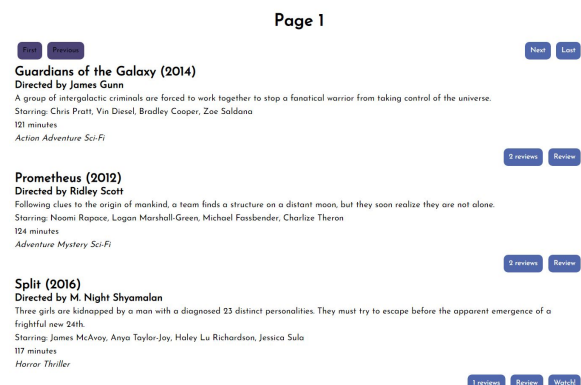 Page 1
First Previous Next Last
Guardians of the Galaxy (2014)
Directed by James Gunn
A group of intergalactic criminals are forced to work together to stop a fanatical warrior from taking control of the universe.
Starring: Chris Pratt, Vin Diesel, Bradley Cooper, Zoe Saldana
121 minutes
Action Adventure Sci-Fi
2 reviews Review
Prometheus (2012)
Directed by Ridley Scott
Following clues to the origin of mankind, a team finds a structure on a distant moon, but they soon realize they are not alone.
Starring: Noomi Rapace, Logan Marshall-Green, Michael Fassbender, Charlize Theron
124 minutes
Adventure Mystery Sci-Fi
2 reviews Review
Split (2016)
Directed by M. Night Shyamalan
Three girls are kidnapped by a man with a diagnosed 23 distinct personalities. They must try to escape before the apparent emergence of a
frightful new 24th.
Starring: James McAvoy, Anya Taylor-Joy, Haley Lu Richardson, Jessica Sula
117 minutes
Horror Thriller
1 reviews Review Watch!